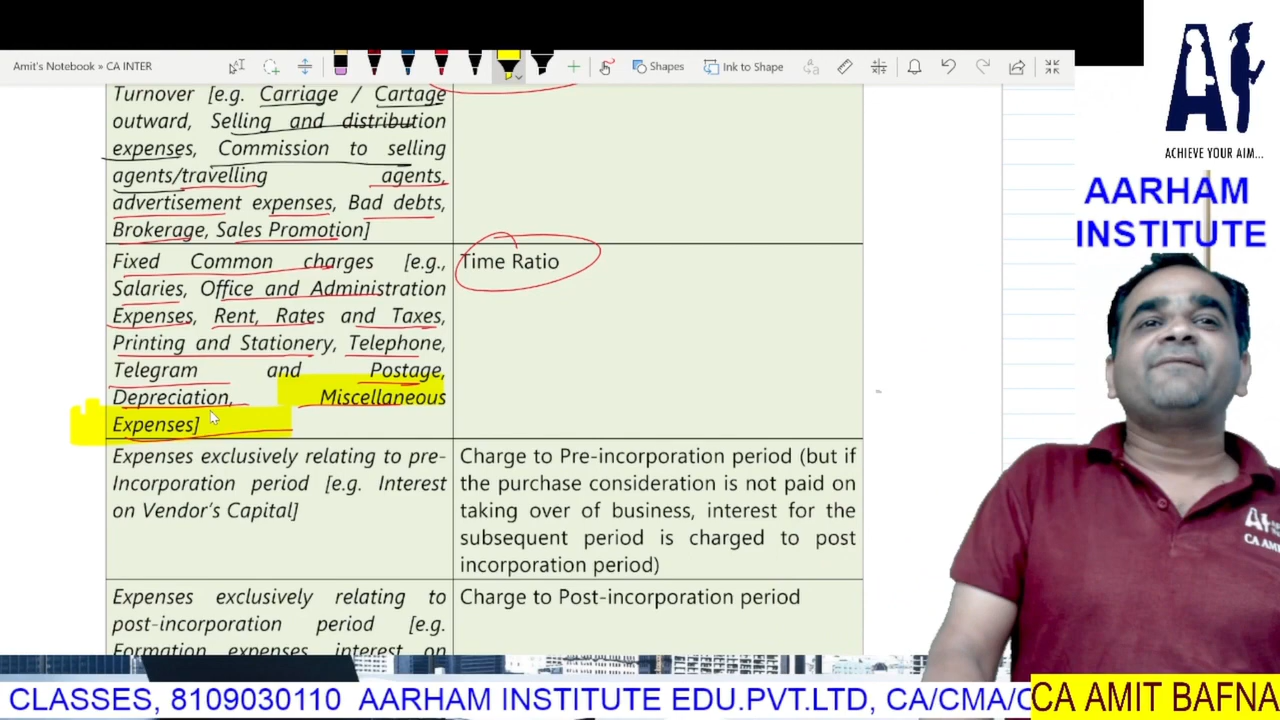 Amit's Notebook » CA INTER
Shapes
Ink to Shape
Turnover [e.g. Carriage / Cartage
outward, Selling and distribution
expenses, Commission to selling
agents/travelling agents,
advertisement expenses, Bad debts,
Brokerage, Sales Promotion]
Fixed Common charges [e.g.,
Salaries, Office and Administration
Expenses, Rent, Rates and Taxes,
Printing and Stationery, Telephone,
Telegram and Postage,
Depreciation, Miscellaneous
Expenses]
Time Ratio
Expenses exclusively relating to pre-
Incorporation period [e.g. Interest
on Vendor's Capital]
Charge to Pre-incorporation period (but if
the purchase consideration is not paid on
taking over of business, interest for the
subsequent period is charged to post
incorporation period)
Expenses exclusively relating to
post-incorporation period [e.g.
Formation expenses interest on
Charge to Post-incorporation period
AI
ACHIEVE YOUR AIM...
AARHAM
INSTITUTE
CLASSES, 8109030110 AARHAM INSTITUTE EDU.PVT.LTD, CA/CMA/
CA AMIT BAFNA